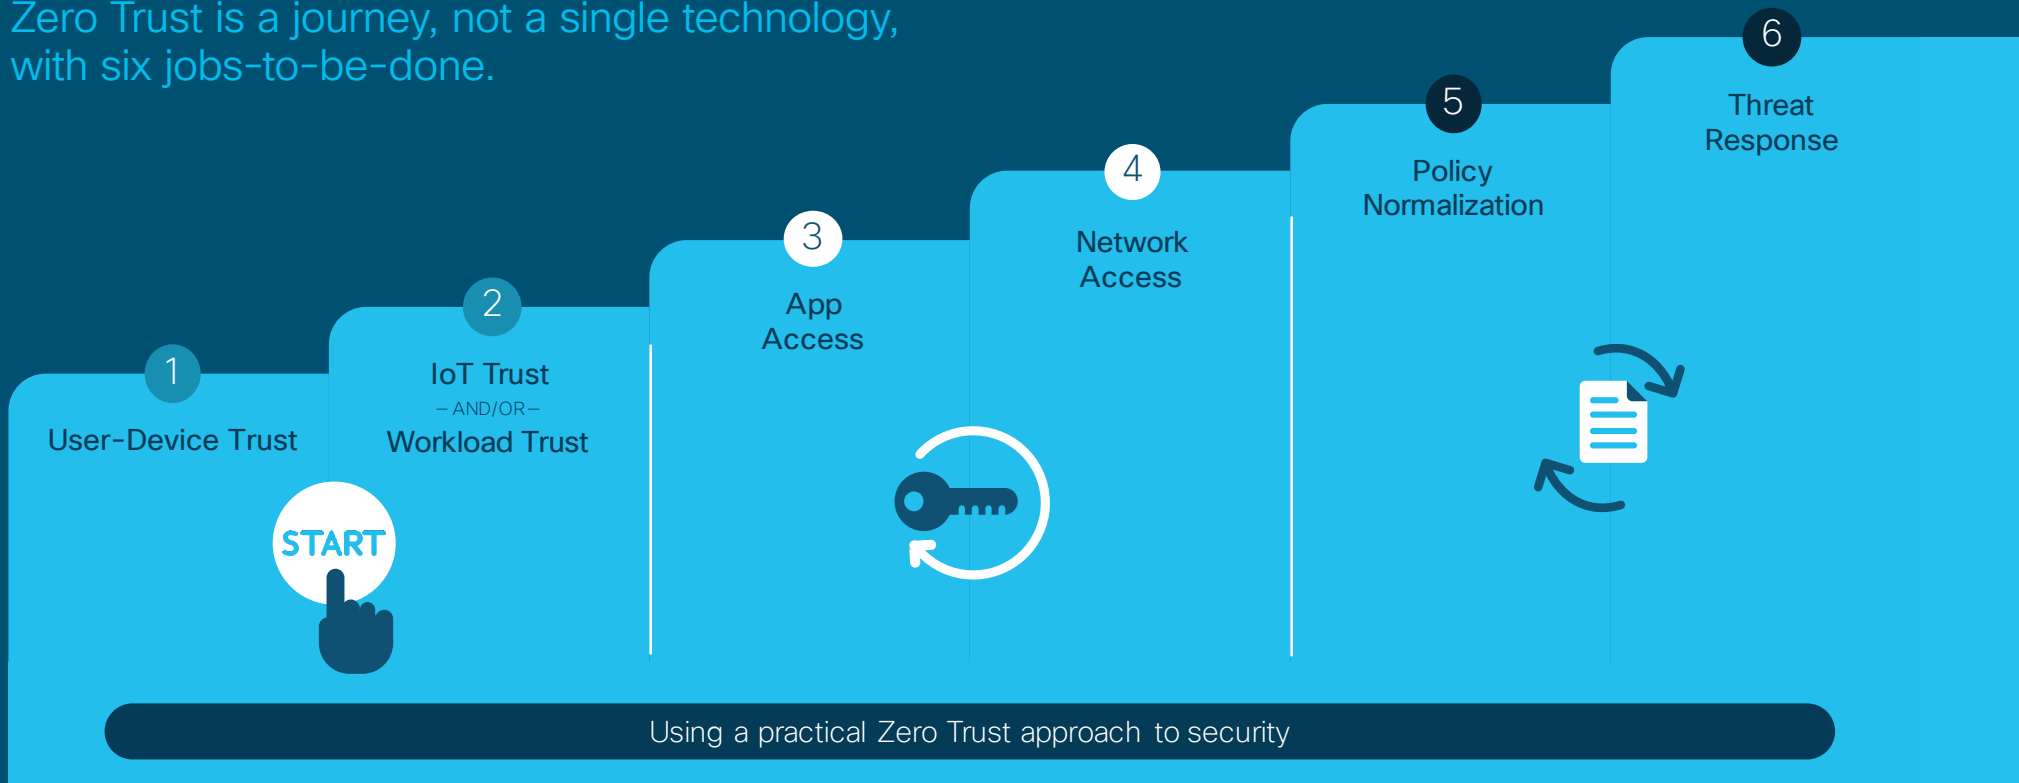 Zero Trust is a journey, not a single technology,
with six jobs-to-be-done.
1
User-Device Trust
2
IoT Trust
– AND/OR –
Workload Trust
START
3
App
Access
4
Network
Access
5
Policy
Normalization
6
Threat
Response
Using a practical Zero Trust approach to security